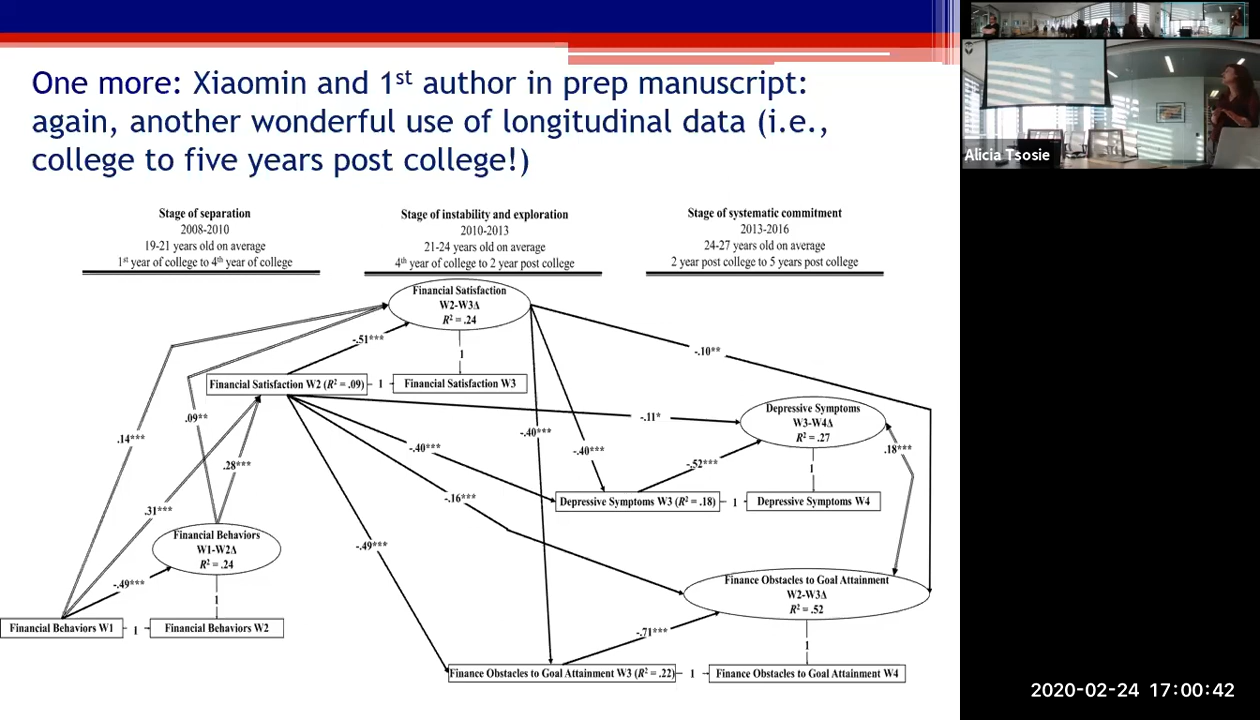 One more: Xiaomin and 1st author in prep manuscript:
again, another wonderful use of longitudinal data (i.e.,
college to five years post college!)
Stage of separation
2008-2010
19-21 years old on average
1st year of college to 4th year of college
Stage of instability and exploration
2010-2013
21-24 years old on average
4th year of college to 2 year post college
Stage of systematic commitment
2013-2016
24-27 years old on average
2 year post college to 5 years post college
Financial Satisfaction
W2-W3Δ
R² = .24
-.51***
1
-.10**
Financial Satisfaction W2 (R² = .09)
1
Financial Satisfaction W3
.09**
.14***
.28***
.31***
-.11*
-.40***
-.40***
-.40***
-.16***
-.49***
Depressive Symptoms
W3-W4Δ
R² = .27
-.52***
1
.18***
Depressive Symptoms W3 (R² = .18)
1
Depressive Symptoms W4
Financial Behaviors
W1-W2Δ
R² = .24
-.49***
1
Financial Behaviors W1
1
Financial Behaviors W2
Finance Obstacles to Goal Attainment
W2-W3Δ
R² = .52
-.71***
1
Finance Obstacles to Goal Attainment W3 (R² = .22)
1
Finance Obstacles to Goal Attainment W4
Alicia Tsosie
2020-02-24 17:00:42